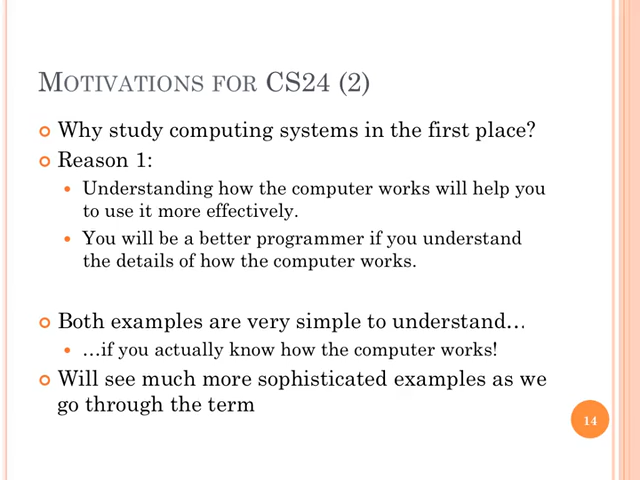 MOTIVATIONS FOR CS24 (2)
Why study computing systems in the first place?
Reason 1:
Understanding how the computer works will help you
to use it more effectively.
You will be a better programmer if you understand
the details of how the computer works.
Both examples are very simple to understand…
…if you actually know how the computer works!
Will see much more sophisticated examples as we
go through the term
14